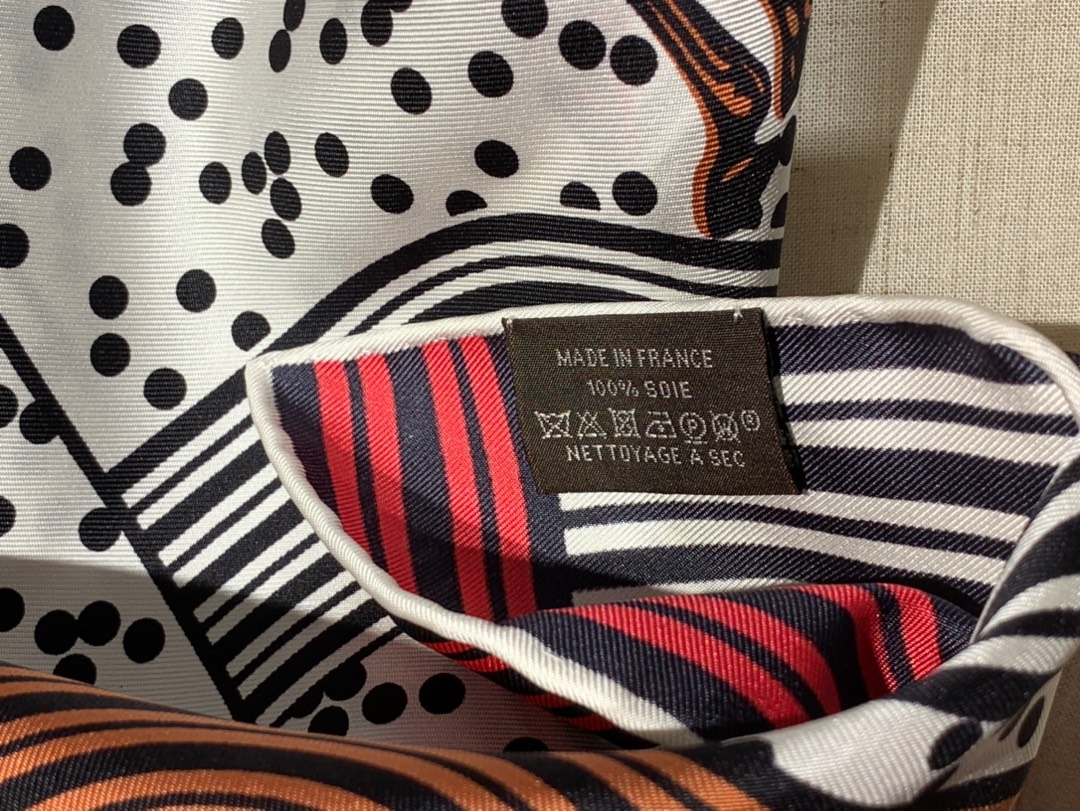 MADE IN FRANCE
100% SOIE
P ®
NETTOYAGE A SEC